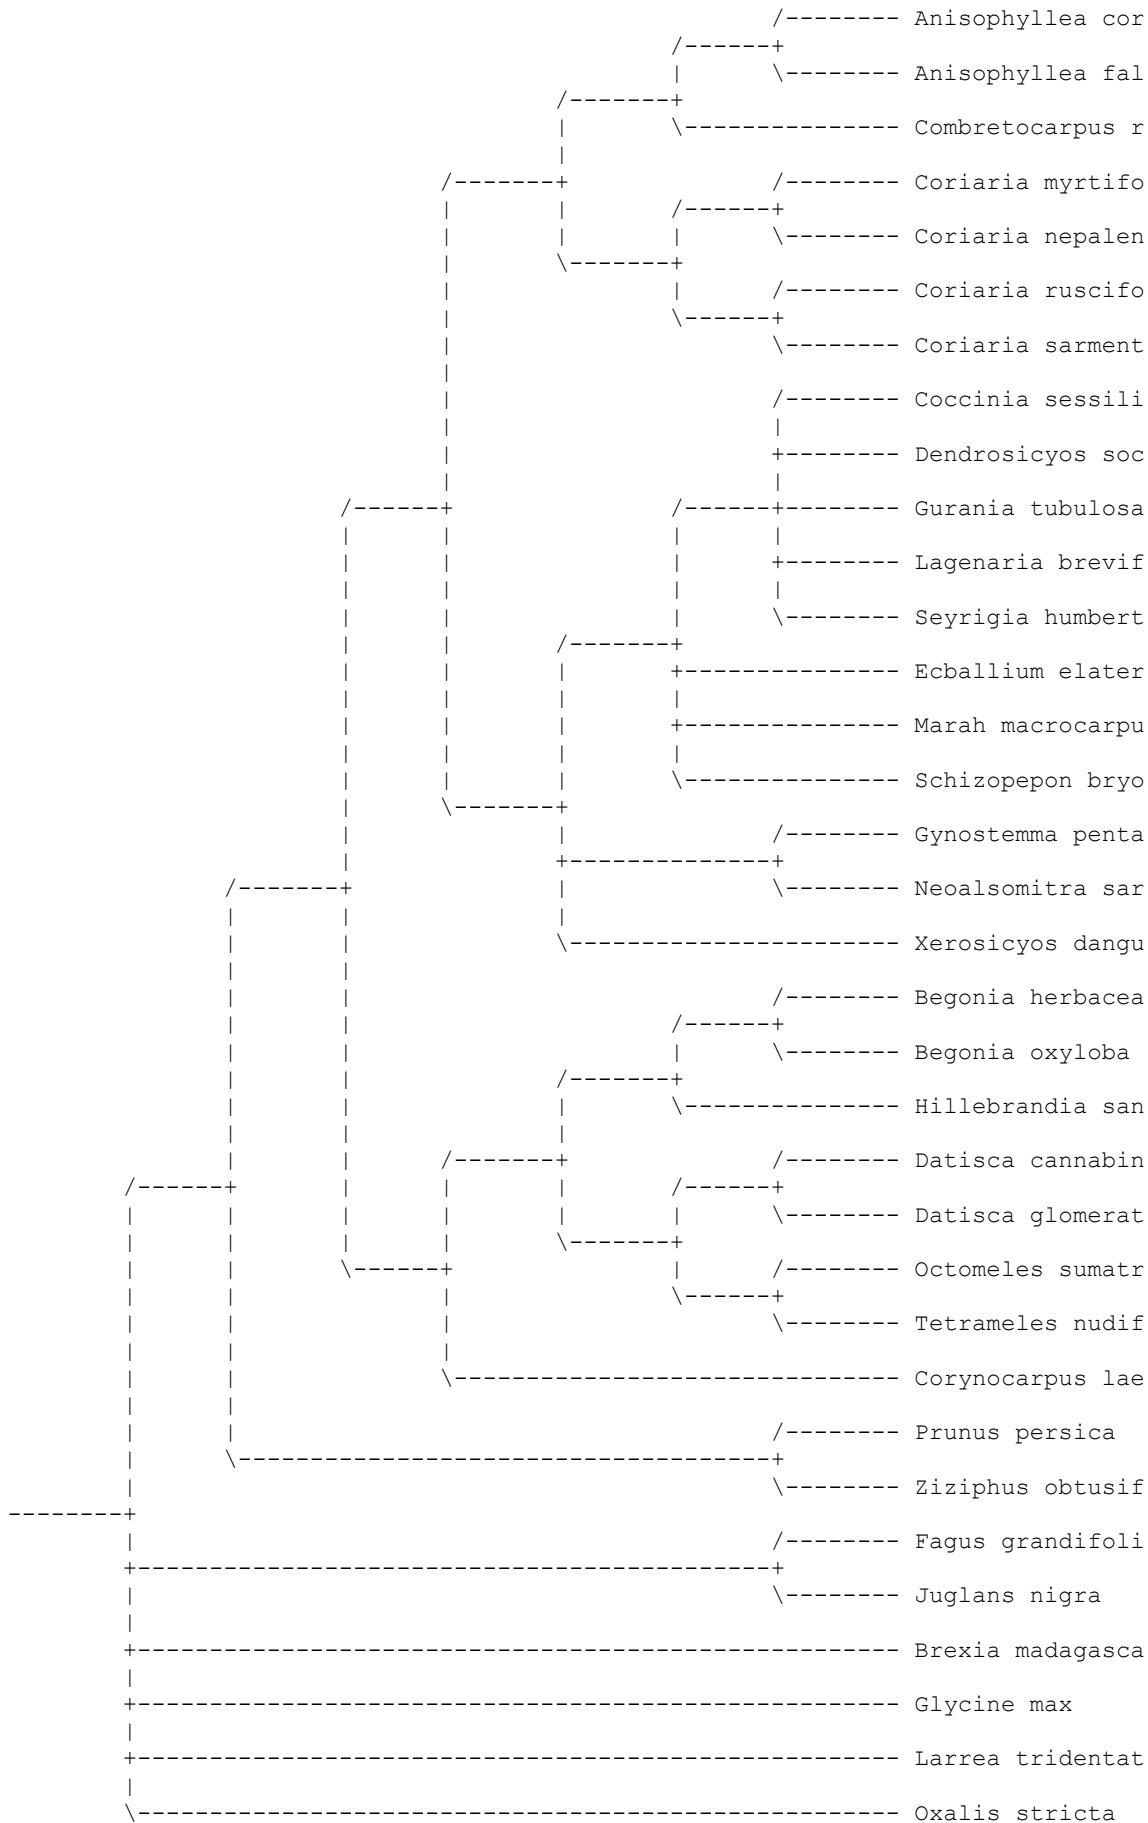 Anisophyllea cor
Anisophyllea fal
Combretocarpus r
Coriaria myrtifo
Coriaria nepalen
Coriaria ruscifo
Coriaria sarment
Coccinia sessili
Dendrosicyos soc
Gurania tubulosa
Lagenaria brevif
Seyrigia humbert
Ecballium elater
Marah macrocarpu
Schizopepon bryo
Gynostemma penta
Neoalsomitra sar
Xerosicyos dangu
Begonia herbacea
Begonia oxyloba
Hillebrandia san
Datisca cannabin
Datisca glomerat
Octomeles sumatr
Tetrameles nudif
Corynocarpus lae
Prunus persica
Ziziphus obtusif
Fagus grandifoli
Juglans nigra
Brexia madagasca
Glycine max
Larrea tridentat
Oxalis stricta